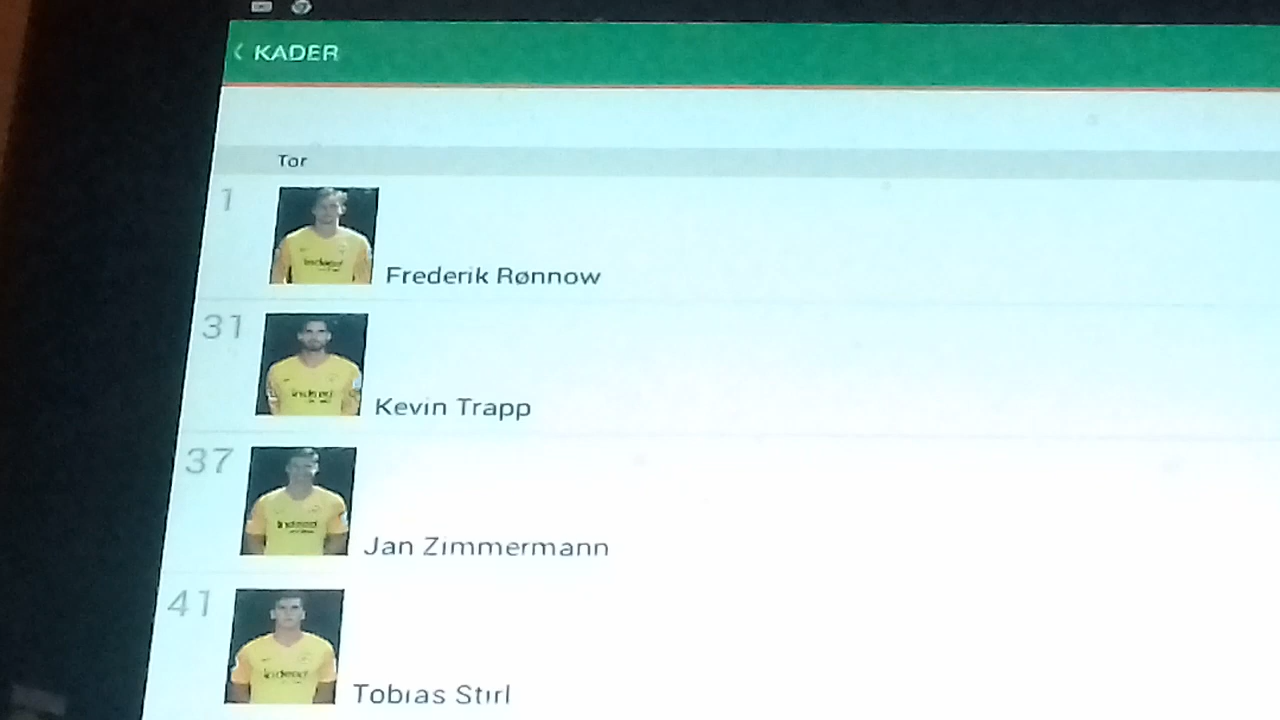 KADER
Tor
1
Frederik Rønnow
31
Kevin Trapp
37
Jan Zimmermann
41
Tobias Stirl